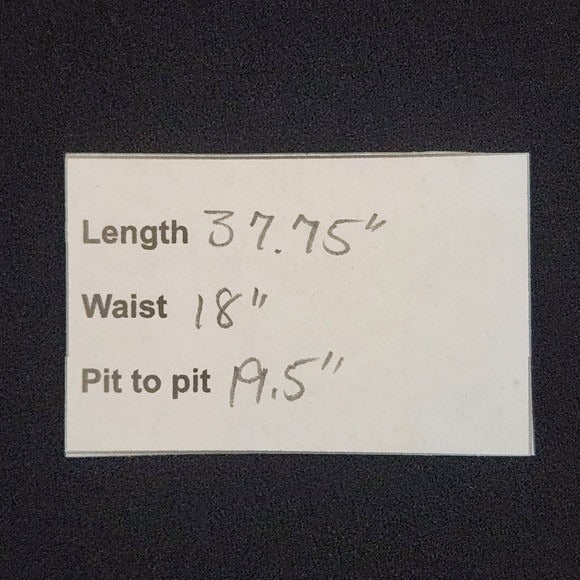 Length 37.75"
Waist 18"
Pit to pit 19.5"